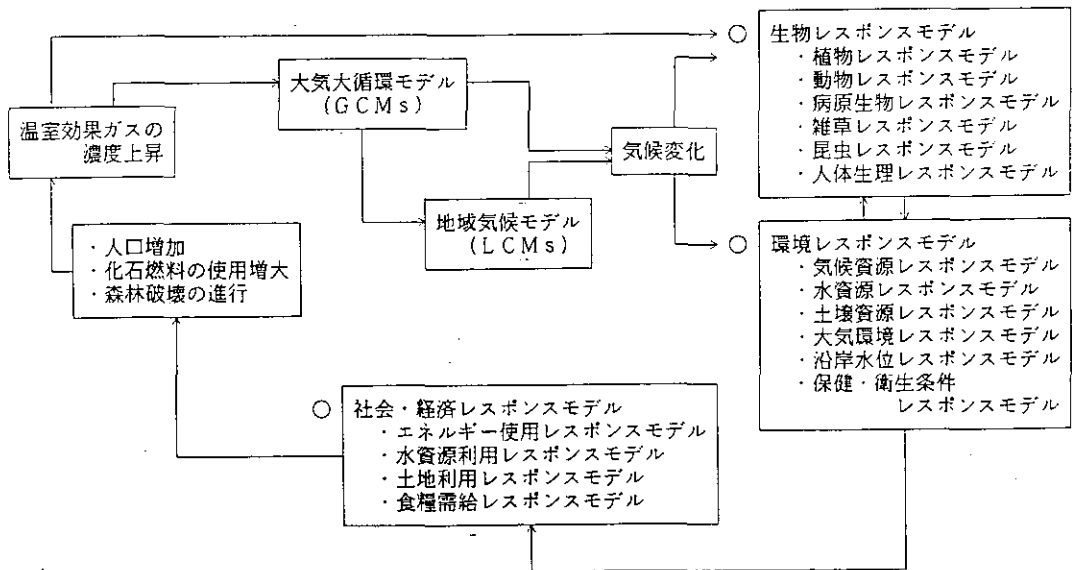 ○ 生物レスポンスモデル
・植物レスポンスモデル
・動物レスポンスモデル
・病原生物レスポンスモデル
・雑草レスポンスモデル
・昆虫レスポンスモデル
・人体生理レスポンスモデル
大気大循環モデル
(GCMs)
温室効果ガスの
濃度上昇
気候変化
地域気候モデル
(LCMs)
・人口増加
・化石燃料の使用増大
・森林破壊の進行
○ 環境レスポンスモデル
・気候資源レスポンスモデル
・水資源レスポンスモデル
・土壌資源レスポンスモデル
・大気環境レスポンスモデル
・沿岸水位レスポンスモデル
・保健・衛生条件
レスポンスモデル
○ 社会・経済レスポンスモデル
・エネルギー使用レスポンスモデル
・水資源利用レスポンスモデル
・土地利用レスポンスモデル
・食糧需給レスポンスモデル